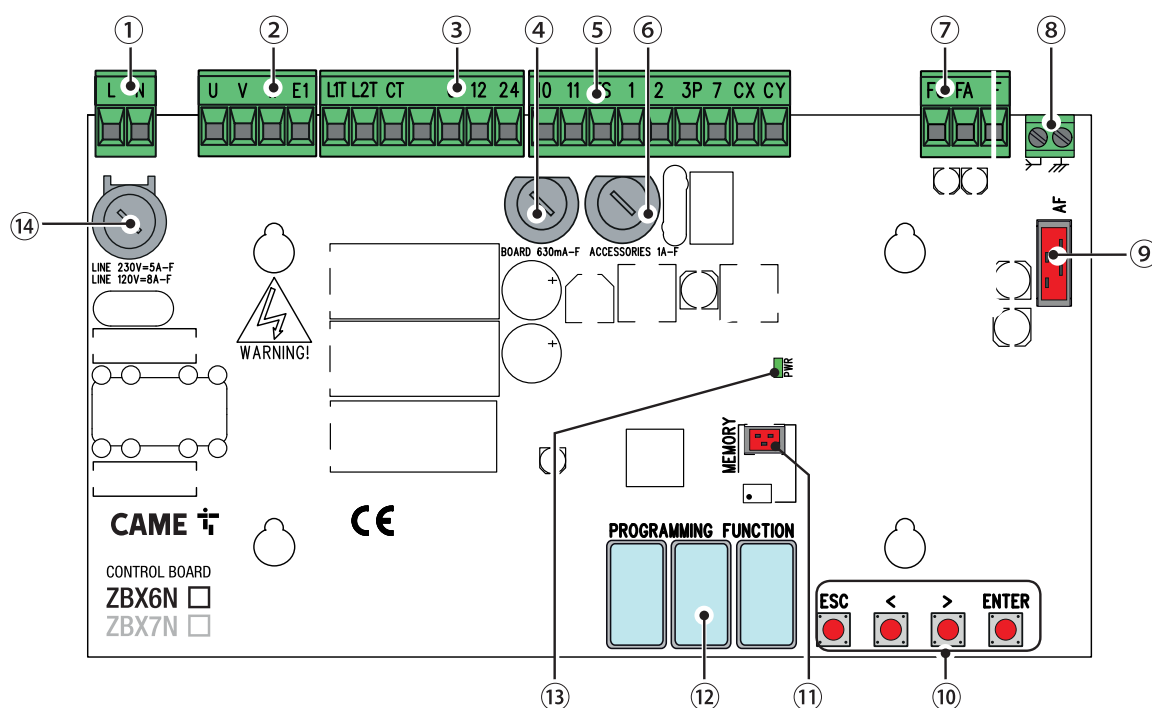 1 2 3 4 5 6 7 8
L N
U V E1
L1T L2T CT 12 24
10 11 TS 1 2 3P 7 CX CY
F FA F
AF
14
9
LINE 230V=5A-F
LINE 120V=8A-F
BOARD 630mA-F
ACCESSORIES 1A-F
WARNING!
+
+
PWR
MEMORY
CAME
CE
PROGRAMMING FUNCTION
CONTROL BOARD
ZBX6N
ZBX7N
ESC < > ENTER
13 12 11 10